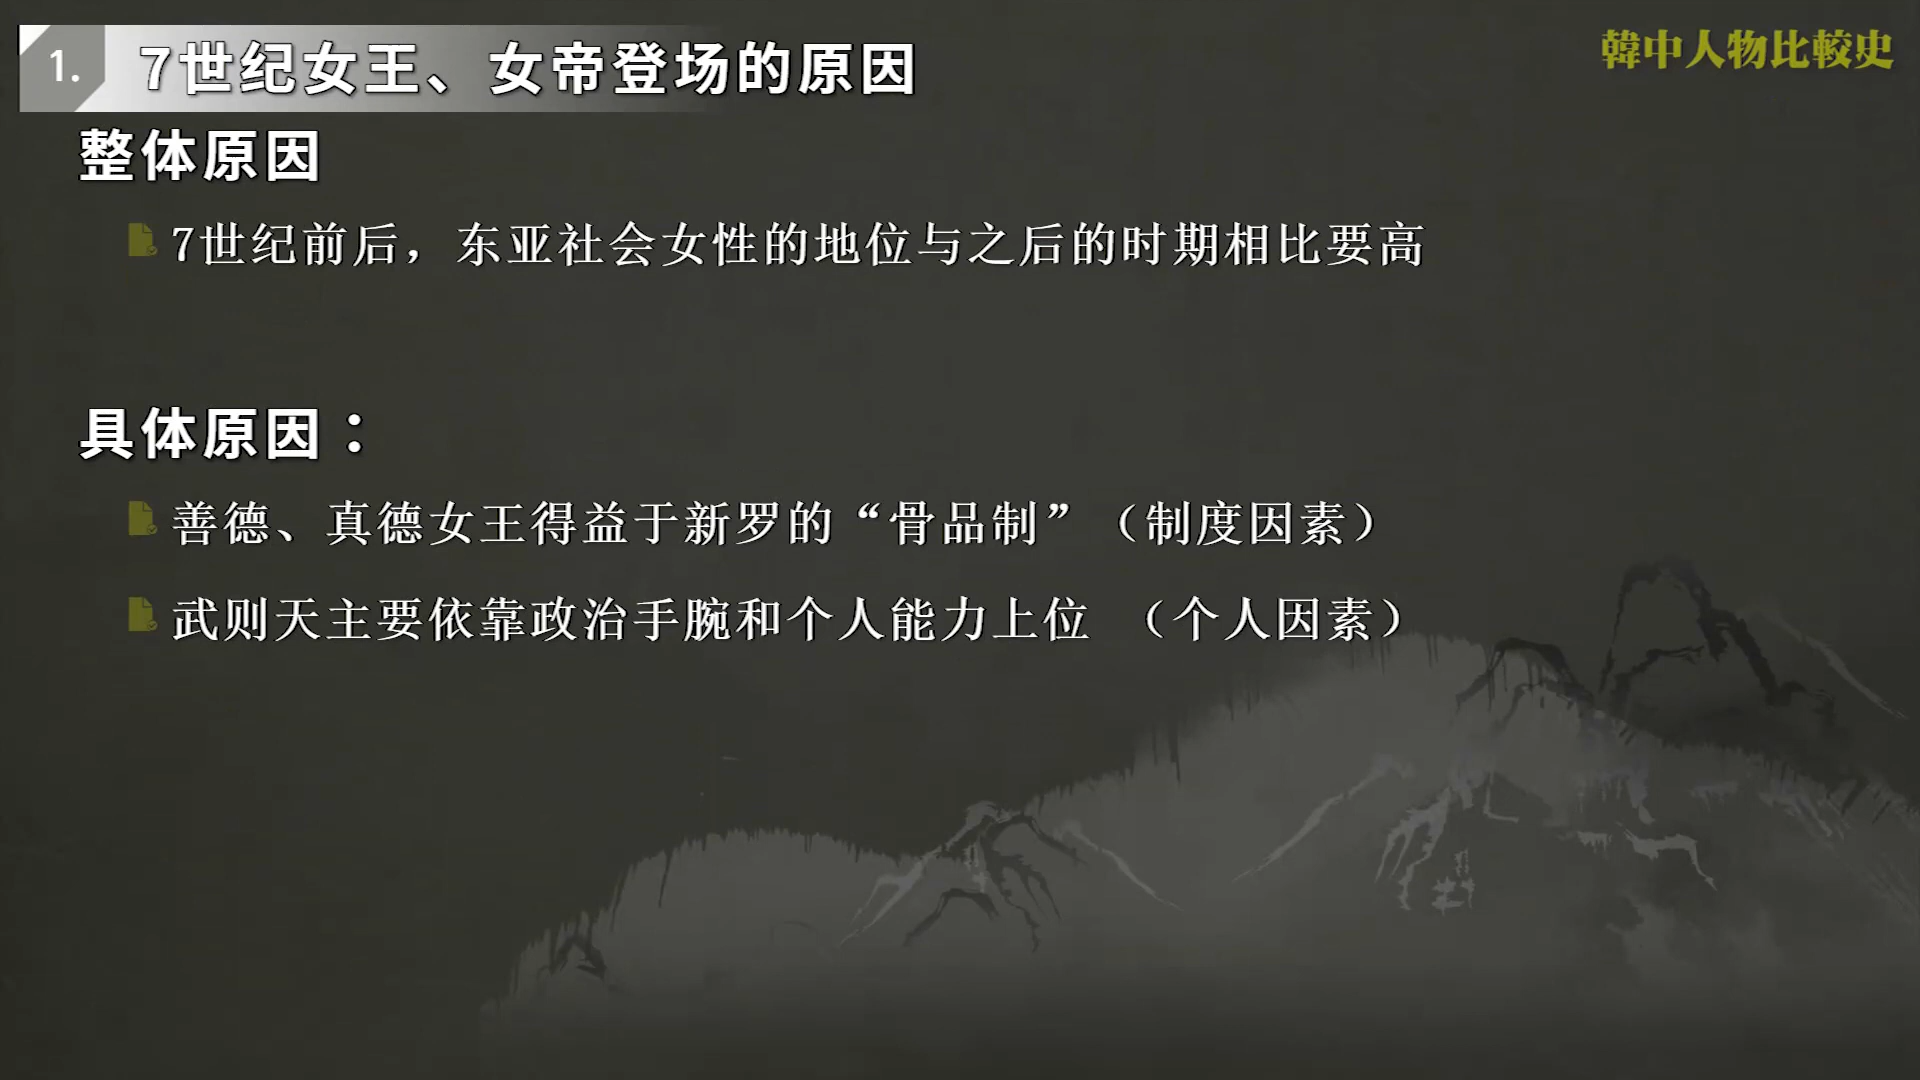 韓中人物比較史
1. 7世纪女王、女帝登场的原因
整体原因
7世纪前后，东亚社会女性的地位与之后的时期相比要高
具体原因：
善德、真德女王得益于新罗的“骨品制”（制度因素）
武则天主要依靠政治手腕和个人能力上位 （个人因素）